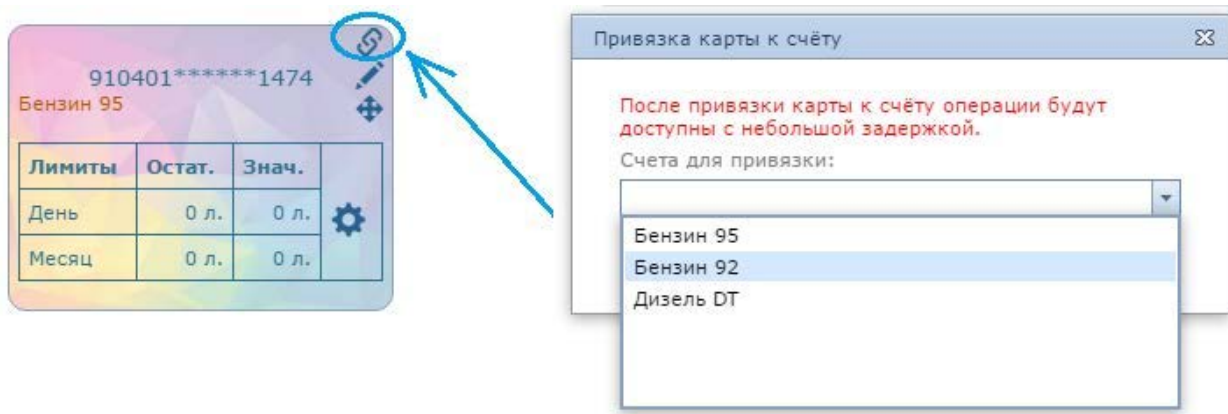 910401******1474
Бензин 95
Лимиты Остат. Знач.
День 0 л. 0 л.
Месяц 0 л. 0 л.
Привязка карты к счёту
После привязки карты к счёту операции будут
доступны с небольшой задержкой.
Счета для привязки:
Бензин 95
Бензин 92
Дизель DT